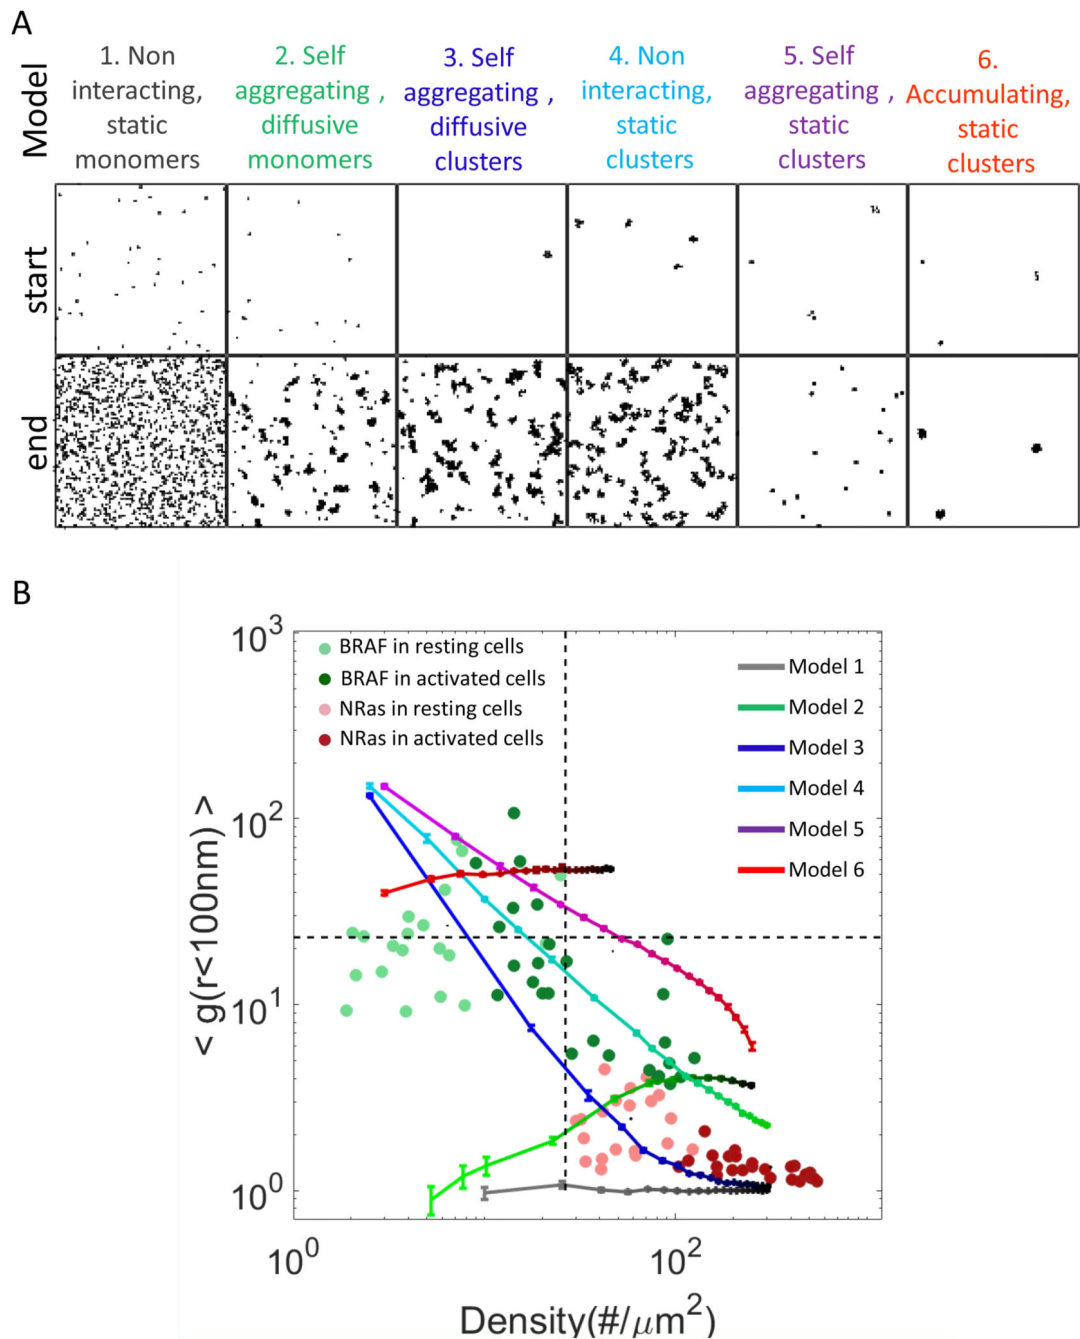 A
Model
1. Non
interacting,
static
monomers
2. Self
aggregating ,
diffusive
monomers
3. Self
aggregating ,
diffusive
clusters
4. Non
interacting,
static
clusters
5. Self
aggregating ,
static
clusters
6.
Accumulating,
static
clusters
start
end
B
< g(r<100nm) >
10³
10²
10¹
10⁰
BRAF in resting cells
BRAF in activated cells
NRas in resting cells
NRas in activated cells
Model 1
Model 2
Model 3
Model 4
Model 5
Model 6
10⁰
10²
Density(#/μm²)